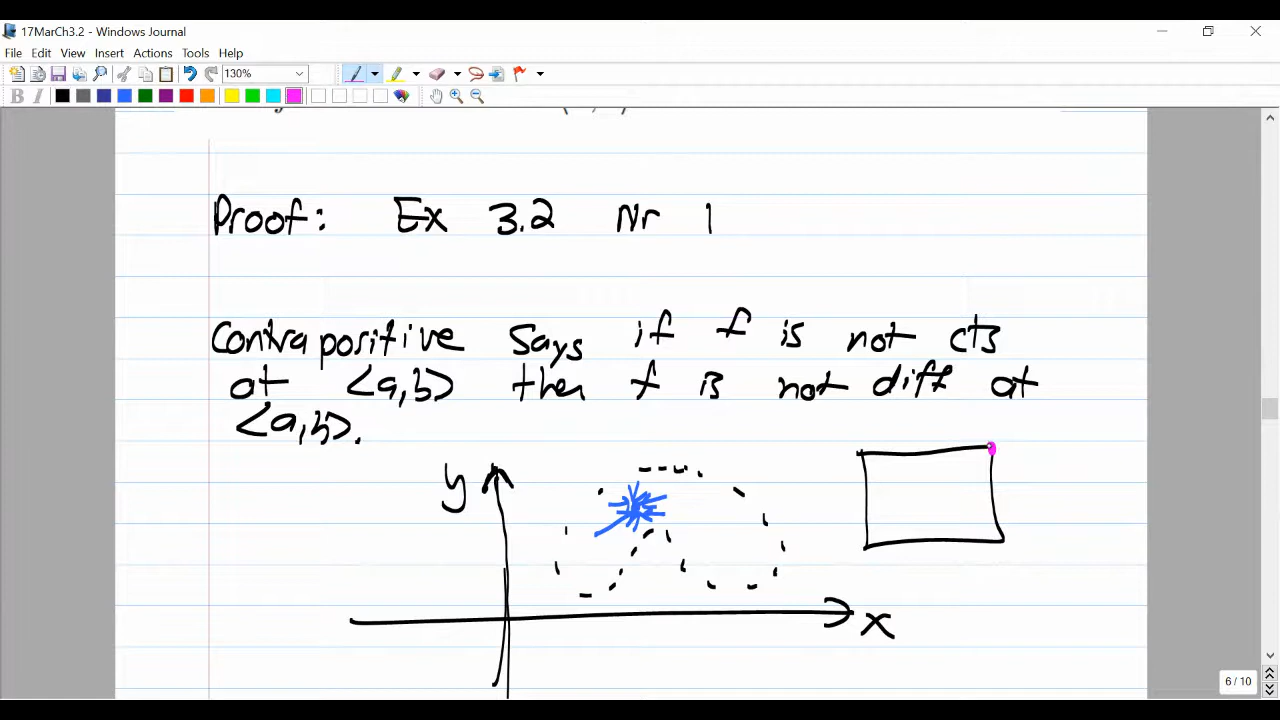 17MarCh3.2 - Windows Journal
File Edit View Insert Actions Tools Help
130%
B I
Proof: Ex 3.2 Nr 1
Contrapositive says if f is not cts
at <a,b> then f is not diff at
<a,b>.
y
x
6 / 10